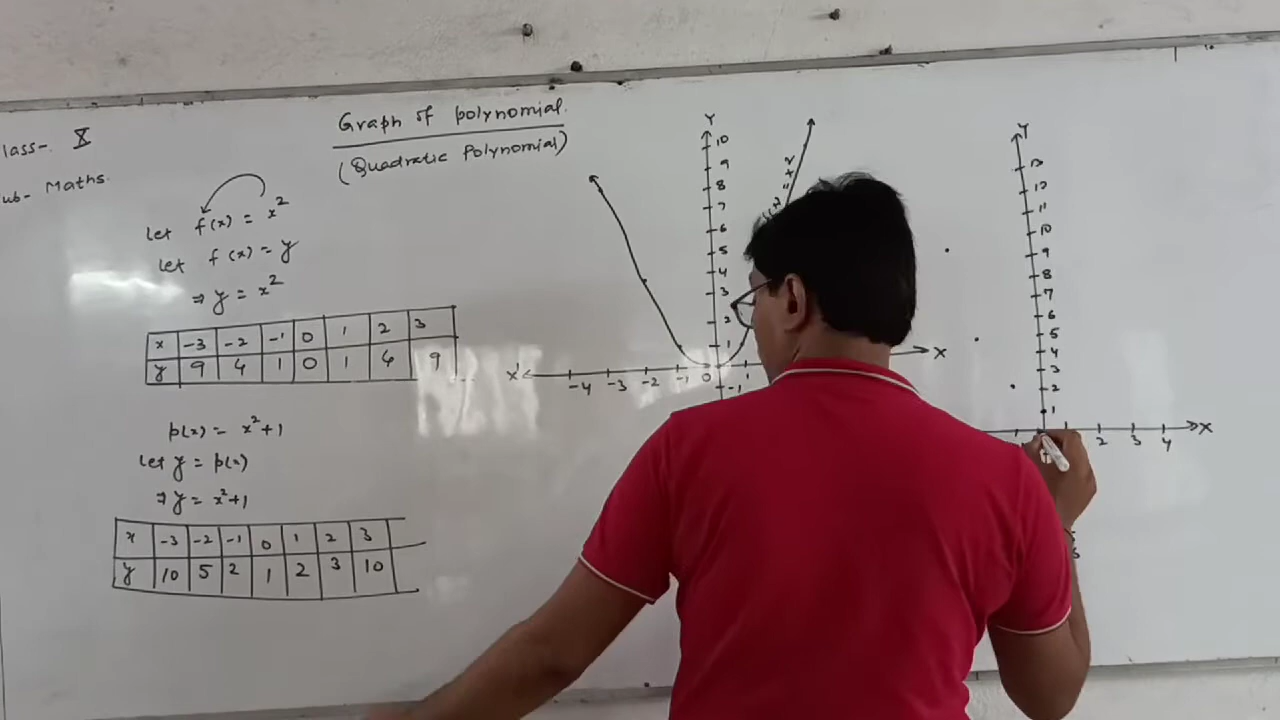 lass-. X
ub- Maths.
Graph of polynomial.
(Quadratic Polynomial)
let f(x) = x²
let f(x) = y
⇒ y = x²
x -3 -2 -1 0 1 2 3
y 9 4 1 0 1 4 9
p(x) = x²+1
let y = p(x)
⇒ y = x²+1
x -3 -2 -1 0 1 2 3
y 10 5 2 1 2 3 10
Y
10
9
8
7
6
5
4
3
2
1
X' -4 -3 -2 -1 0 1 X
-1
Y
12
11
10
9
8
7
6
5
4
3
2
1
2 3 4 X